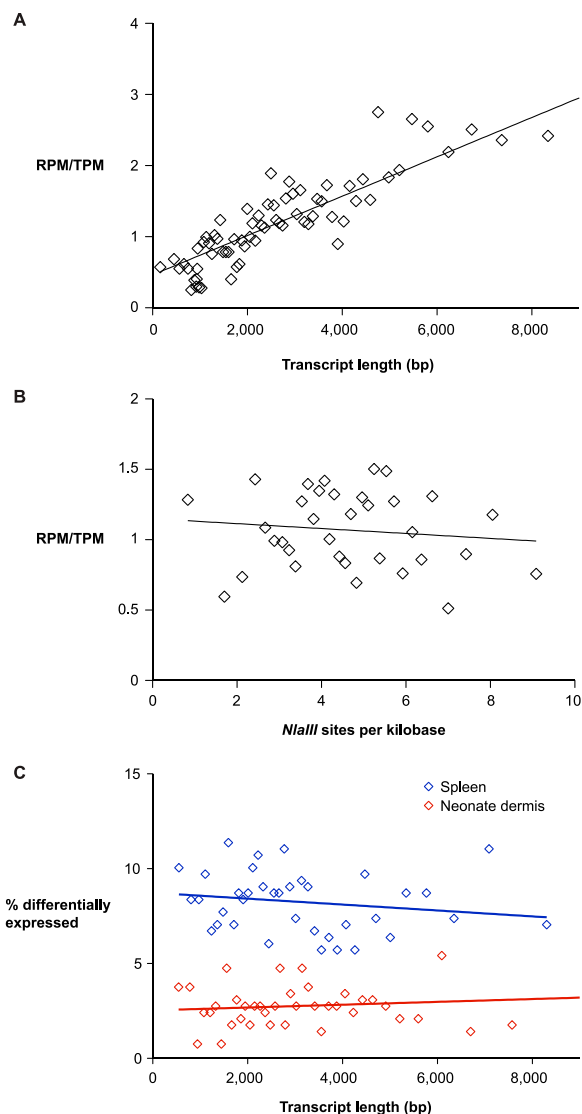 A
4
3
RPM/TPM
2
1
0
0 2,000 4,000 6,000 8,000
Transcript length (bp)
B
2
1.5
RPM/TPM
1
0.5
0
0 2 4 6 8 10
NlaIII sites per kilobase
C
15
Spleen
Neonate dermis
10
% differentially
expressed
5
0
0 2,000 4,000 6,000 8,000
Transcript length (bp)